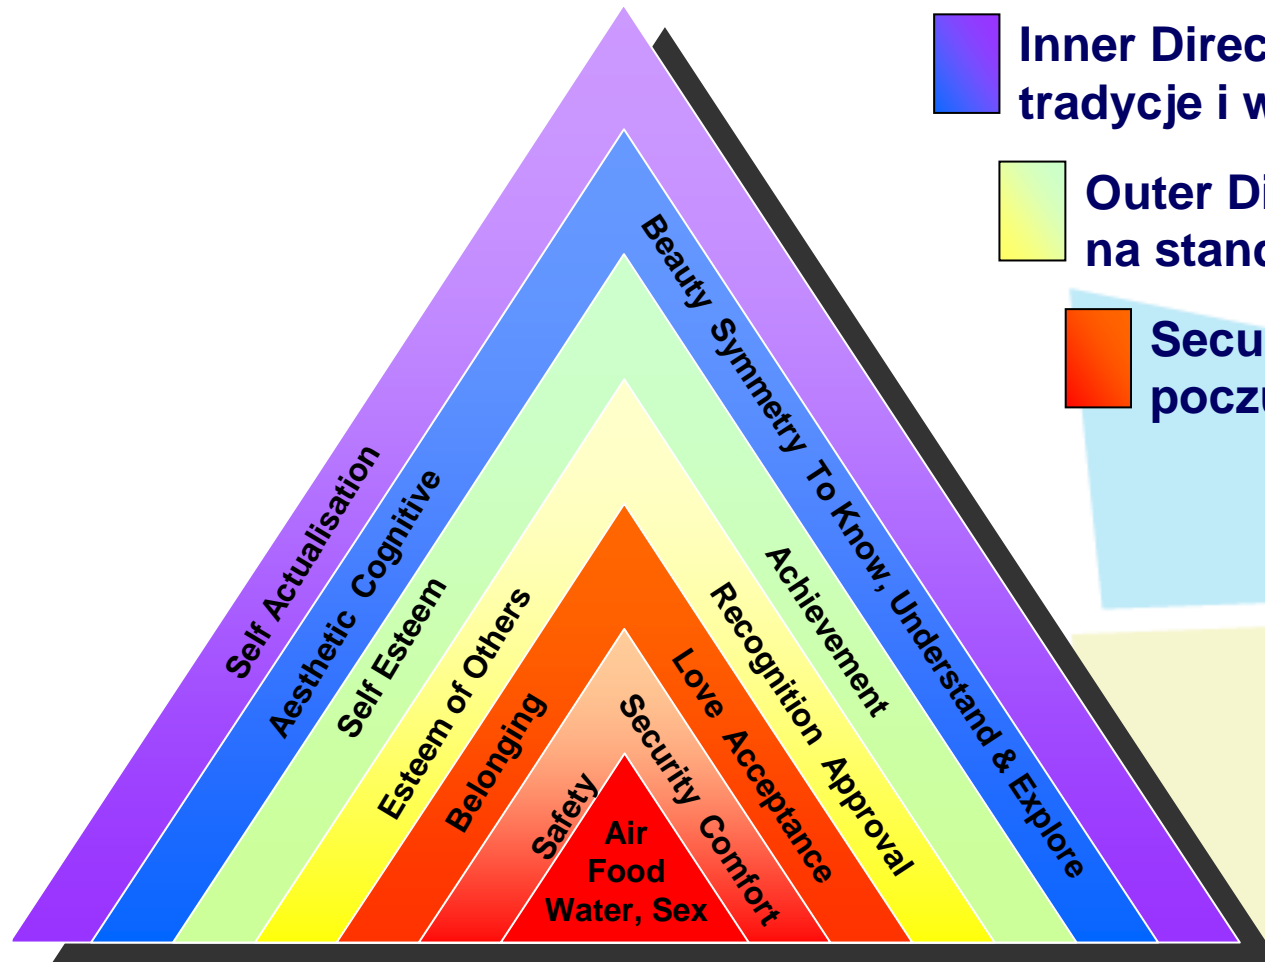 Inner Direc
tradycje i w
Outer Di
na stand
Secu
poczu
Self Actualisation
Aesthetic Cognitive
Self Esteem
Esteem of Others
Belonging
Safety
Beauty Symmetry To Know, Understand & Explore
Achievement
Recognition Approval
Love Acceptance
Security Comfort
Air
Food
Water, Sex